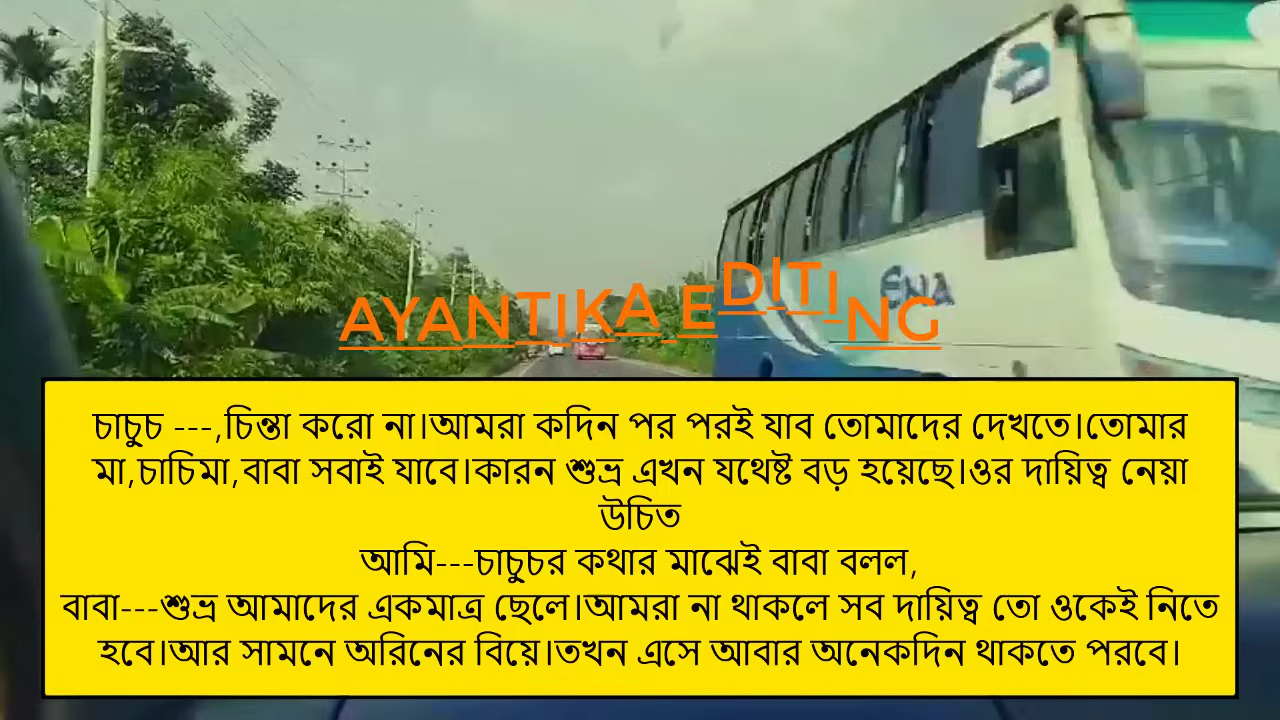 ENA
AYANTIKA EDITING
চাচু্চ ---,চিন্তা করো না।আমরা কদিন পর পরই যাব তোমাদের দেখতে।তোমার
মা,চাচিমা,বাবা সবাই যাবে।কারন শুভ্র এখন যথেষ্ট বড় হয়েছে।ওর দায়িত্ব নেয়া
উচিত
আমি---চাচু্চর কথার মাঝেই বাবা বলল,
বাবা---শুভ্র আমাদের একমাত্র ছেলে।আমরা না থাকলে সব দায়িত্ব তো ওকেই নিতে
হবে।আর সামনে অরিনের বিয়ে।তখন এসে আবার অনেকদিন থাকতে পরবে।